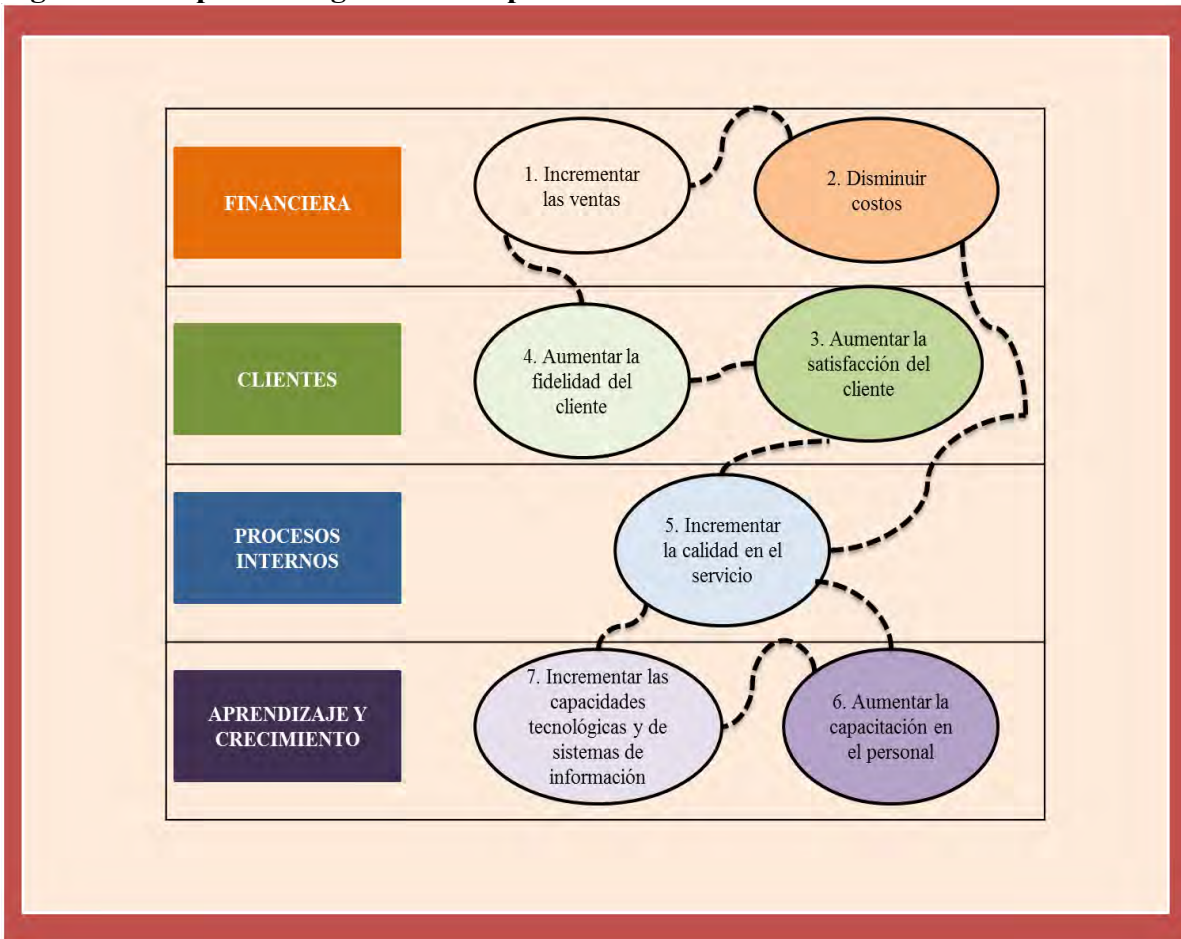 FINANCIERA
1. Incrementar
las ventas
2. Disminuir
costos
CLIENTES
4. Aumentar la
fidelidad del
cliente
3. Aumentar la
satisfacción del
cliente
PROCESOS
INTERNOS
5. Incrementar
la calidad en el
servicio
APRENDIZAJE Y
CRECIMIENTO
7. Incrementar las
capacidades
tecnológicas y de
sistemas de
información
6. Aumentar la
capacitación en
el personal